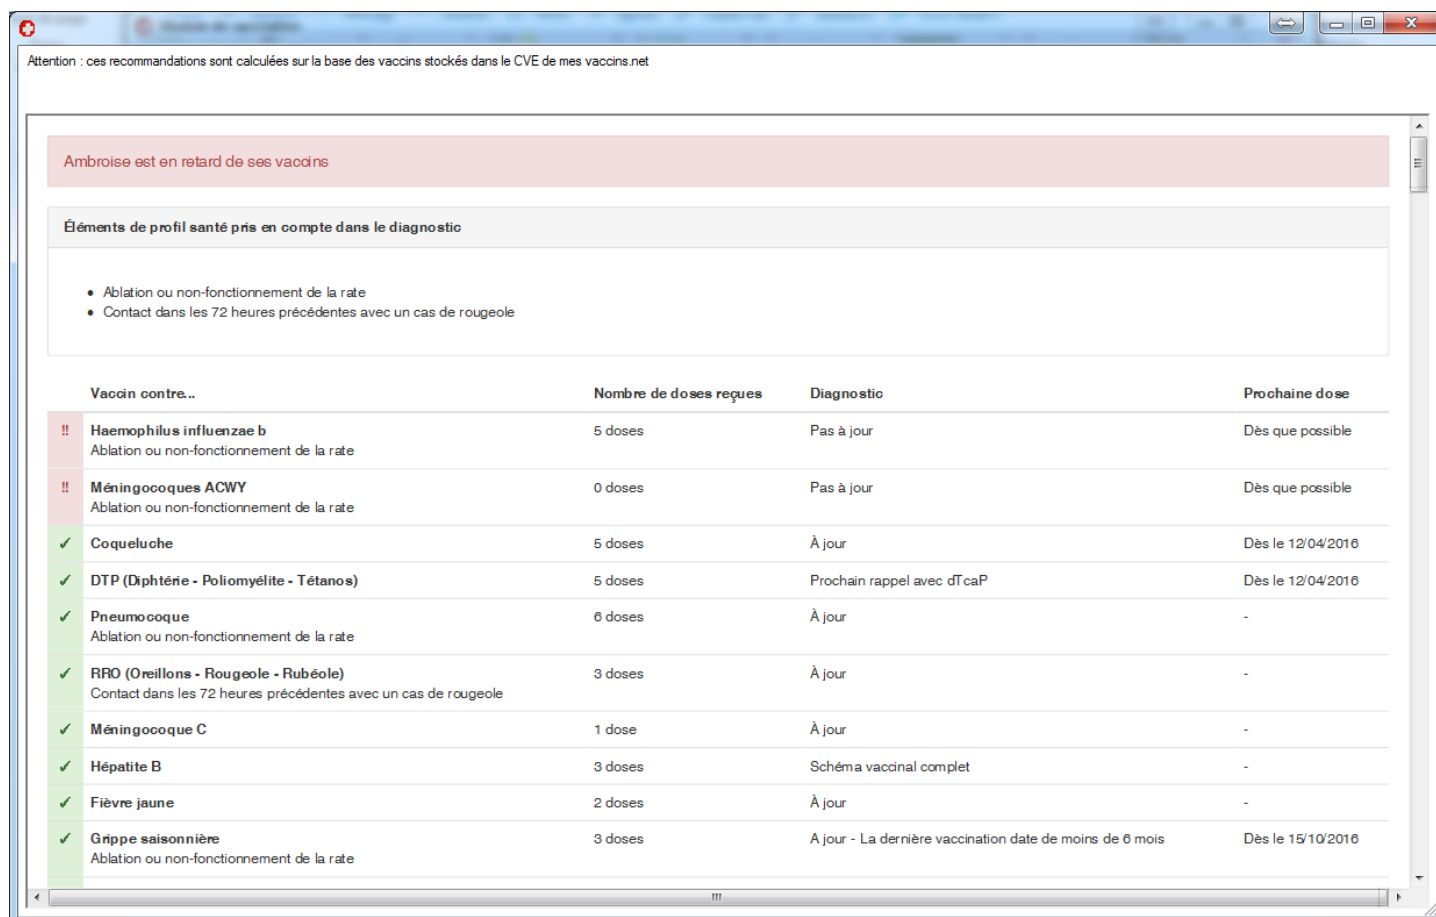 Attention : ces recommandations sont calculées sur la base des vaccins stockés dans le CVE de mes vaccins.net
Ambroise est en retard de ses vaccins
Éléments de profil santé pris en compte dans le diagnostic
• Ablation ou non-fonctionnement de la rate
• Contact dans les 72 heures précédentes avec un cas de rougeole
Vaccin contre... Nombre de doses reçues Diagnostic Prochaine dose
!! Haemophilus influenzae b 5 doses Pas à jour Dès que possible
Ablation ou non-fonctionnement de la rate
!! Méningocoques ACWY 0 doses Pas à jour Dès que possible
Ablation ou non-fonctionnement de la rate
✓ Coqueluche 5 doses À jour Dès le 12/04/2016
✓ DTP (Diphtérie - Poliomyélite - Tétanos) 5 doses Prochain rappel avec dTcaP Dès le 12/04/2016
✓ Pneumocoque 6 doses À jour -
Ablation ou non-fonctionnement de la rate
✓ RRO (Oreillons - Rougeole - Rubéole) 3 doses À jour -
Contact dans les 72 heures précédentes avec un cas de rougeole
✓ Méningocoque C 1 dose À jour -
✓ Hépatite B 3 doses Schéma vaccinal complet -
✓ Fièvre jaune 2 doses À jour -
✓ Grippe saisonnière 3 doses A jour - La dernière vaccination date de moins de 6 mois Dès le 15/10/2016
Ablation ou non-fonctionnement de la rate